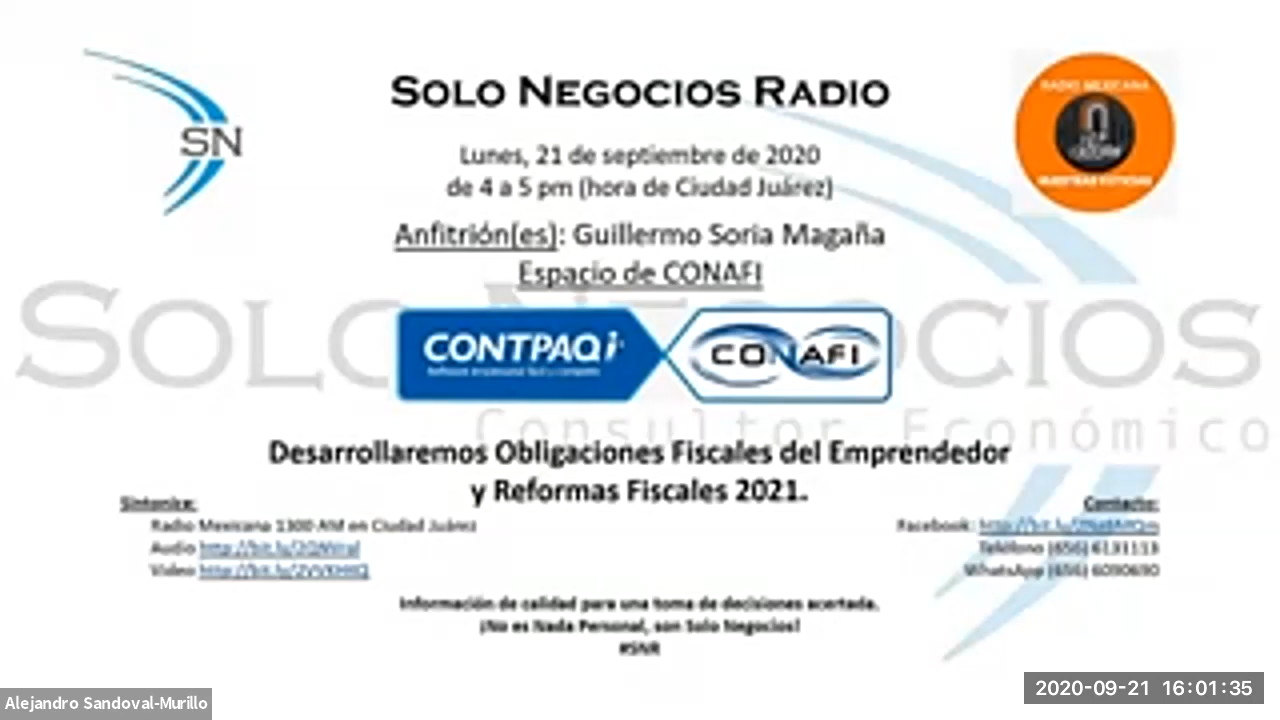 SOLO NEGOCIOS RADIO
SN
Lunes, 21 de septiembre de 2020
de 4 a 5 pm (hora de Ciudad Juárez)
Anfitrión(es): Guillermo Soria Magaña
Espacio de CONAFI
SOLO NEGOCIOS
CONTPAQi
CONAFI
Consultor Económico
Desarrollaremos Obligaciones Fiscales del Emprendedor
y Reformas Fiscales 2021.
Sintonice:
Radio Mexicana 1300 AM en Ciudad Juárez
Audio
Video
Contacto:
Facebook:
Teléfono (656)
WhatsApp (656)
Información de calidad para una toma de decisiones acertada.
¡No es Nada Personal, son Solo Negocios!
#SNR
Alejandro Sandoval-Murillo
2020-09-21 16:01:35